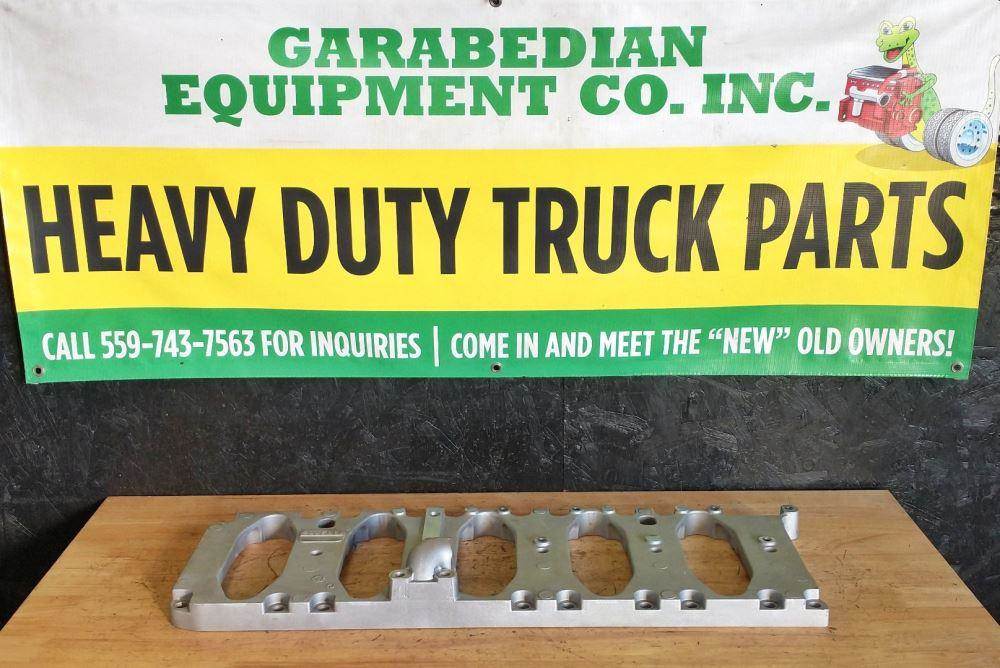 GARABEDIAN
EQUIPMENT CO. INC.
HEAVY DUTY TRUCK PARTS
CALL 559-743-7563 FOR INQUIRIES | COME IN AND MEET THE “NEW” OLD OWNERS!